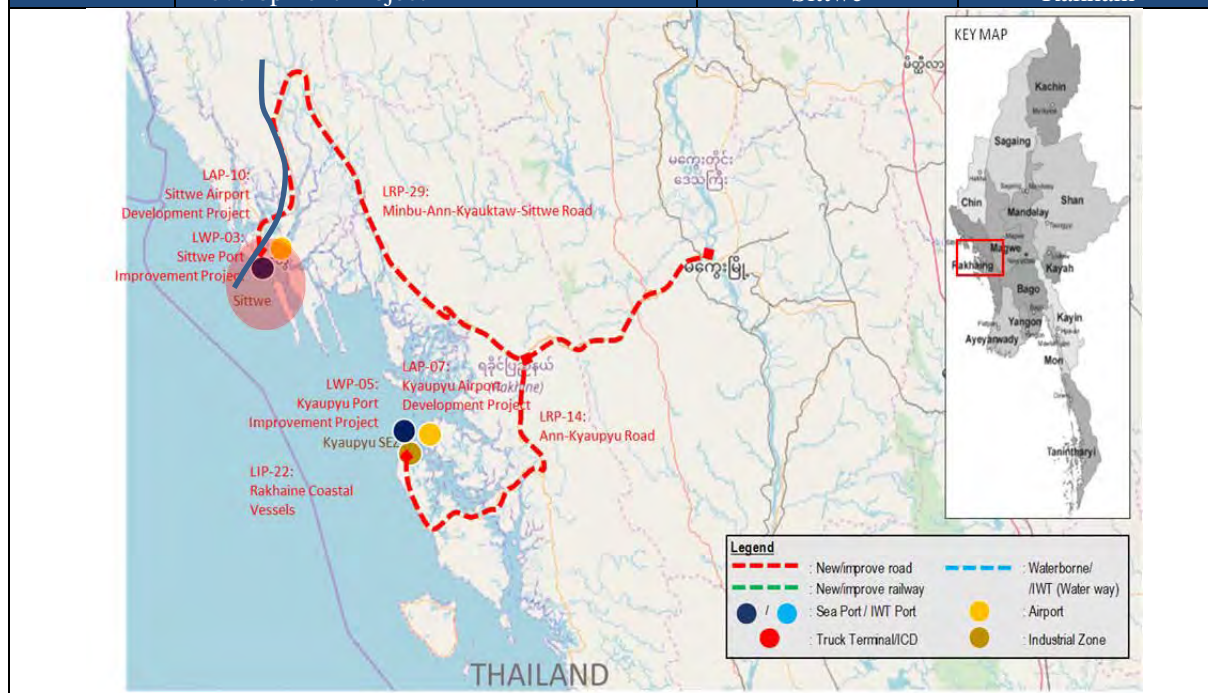 LAP-10:
Sittwe Airport
Development Project
LWP-03:
Sittwe Port
Improvement Project
Sittwe
LRP-29:
Minbu-Ann-Kyauktaw-Sittwe Road
မကွေးတိုင်း
ဒေသကြီး
မကွေးမြို့
LAP-07:
Kyaupyu Airport
Development Project
ရခိုင်ပြည်နယ်
(Rakhine)
LWP-05:
Kyaupyu Port
Improvement Project
Kyaupyu SEZ
LRP-14:
Ann-Kyaupyu Road
LIP-22:
Rakhaine Coastal
Vessels
THAILAND
KEY MAP
Kachin
Sagaing
Chin
Shan
Mandalay
Magwe
Rakhaing
Kayah
Bago
Yangon
Kayin
Ayeyarwady
Mon
Tanintharyi
Legend
: New/improve road
: New/improve railway
/ : Sea Port / IWT Port
: Truck Terminal/ICD
: Waterborne/
/IWT (Water way)
: Airport
: Industrial Zone